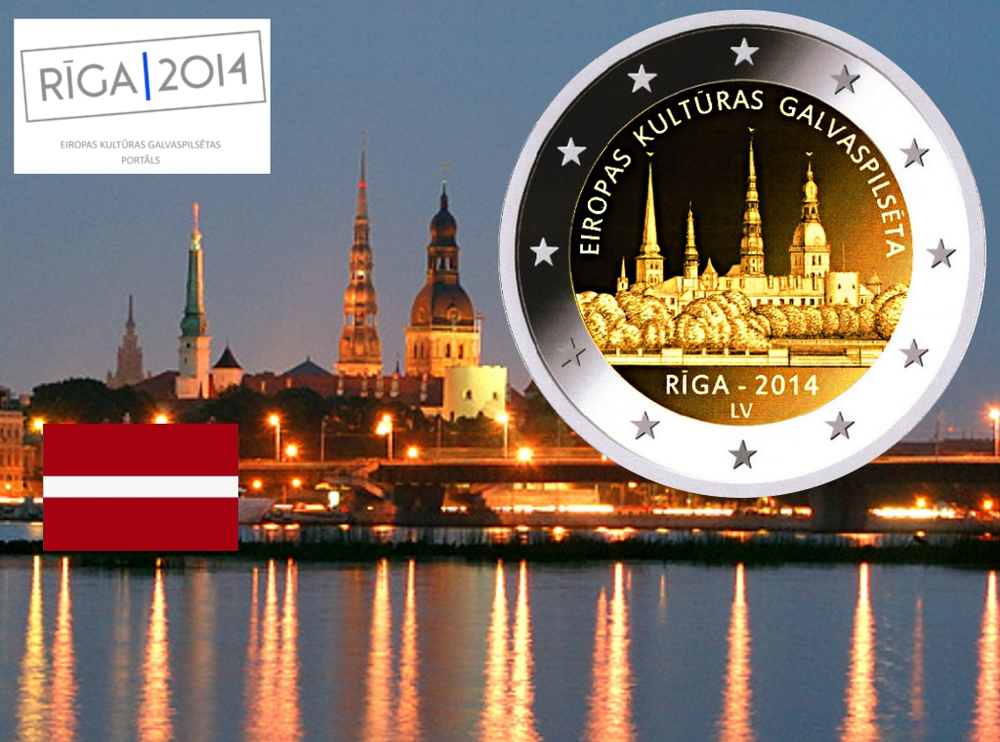 RĪGA|2014
EIROPAS KULTŪRAS GALVASPILSĒTAS
PORTĀLS
EIROPAS KULTŪRAS GALVASPILSĒTA
RĪGA - 2014
LV